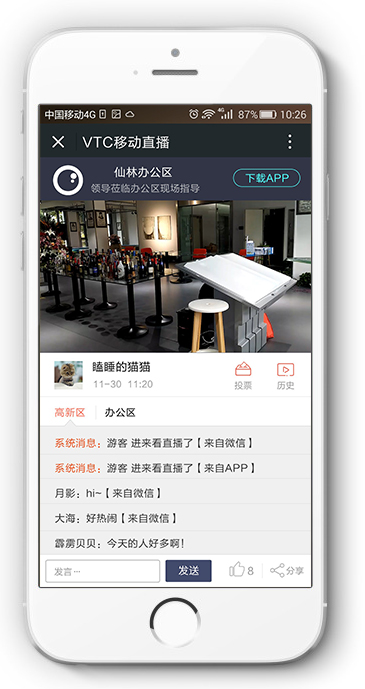 中国移动4G 4G 87% 10:26
VTC移动直播
仙林办公区
领导莅临办公区现场指导
下载APP
瞌睡的猫猫
11-30 11:20
投票
历史
高新区 办公区
系统消息：游客 进来看直播了【来自微信】
系统消息：游客 进来看直播了【来自APP】
月影：hi~【来自微信】
大海：好热闹【来自微信】
霹雳贝贝：今天的人好多啊！
发言… 发送 8 分享